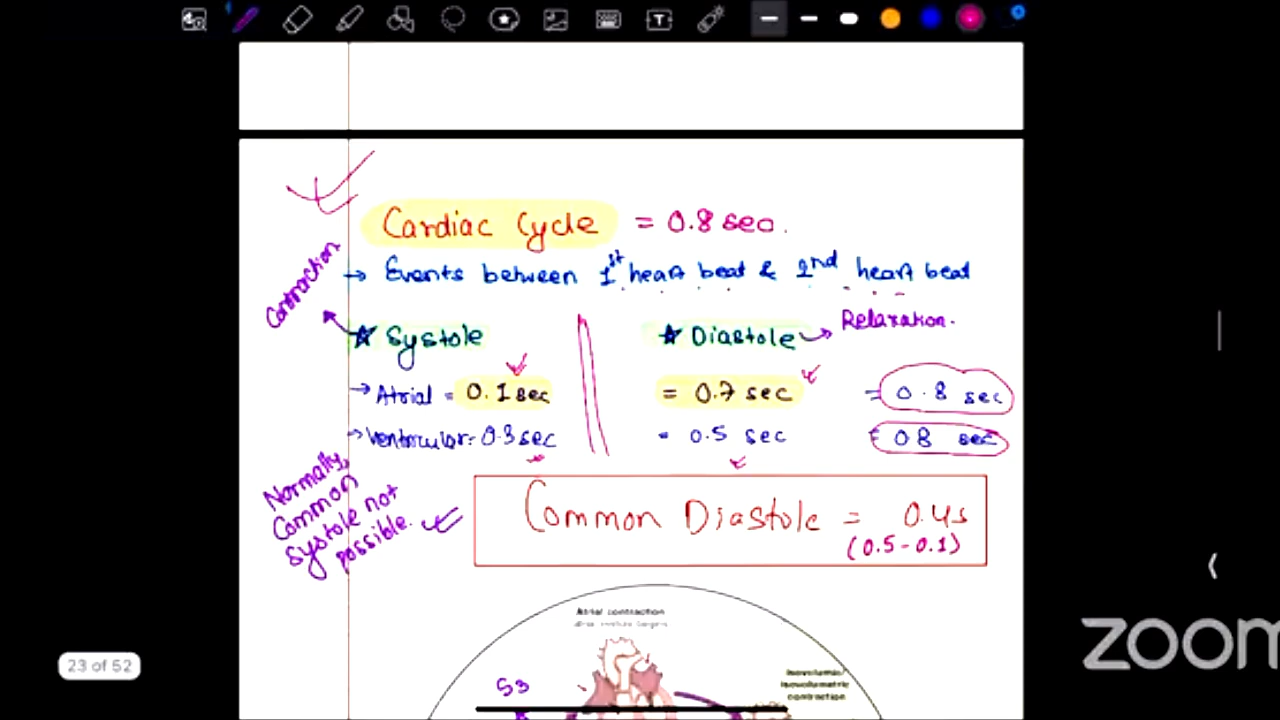 Cardiac Cycle = 0.8 sec.
→ Events between 1st heart beat & 2nd heart beat
Contraction
★ Systole
★ Diastole → Relaxation.
→ Atrial = 0.1 sec = 0.7 sec = 0.8 sec
→ Ventricular = 0.3 sec = 0.5 sec = 0.8 sec
Normally,
Common
Systole not
possible.
Common Diastole = 0.4s
(0.5-0.1)
Atrial contraction
S3
contraction
23 of 52
zoom